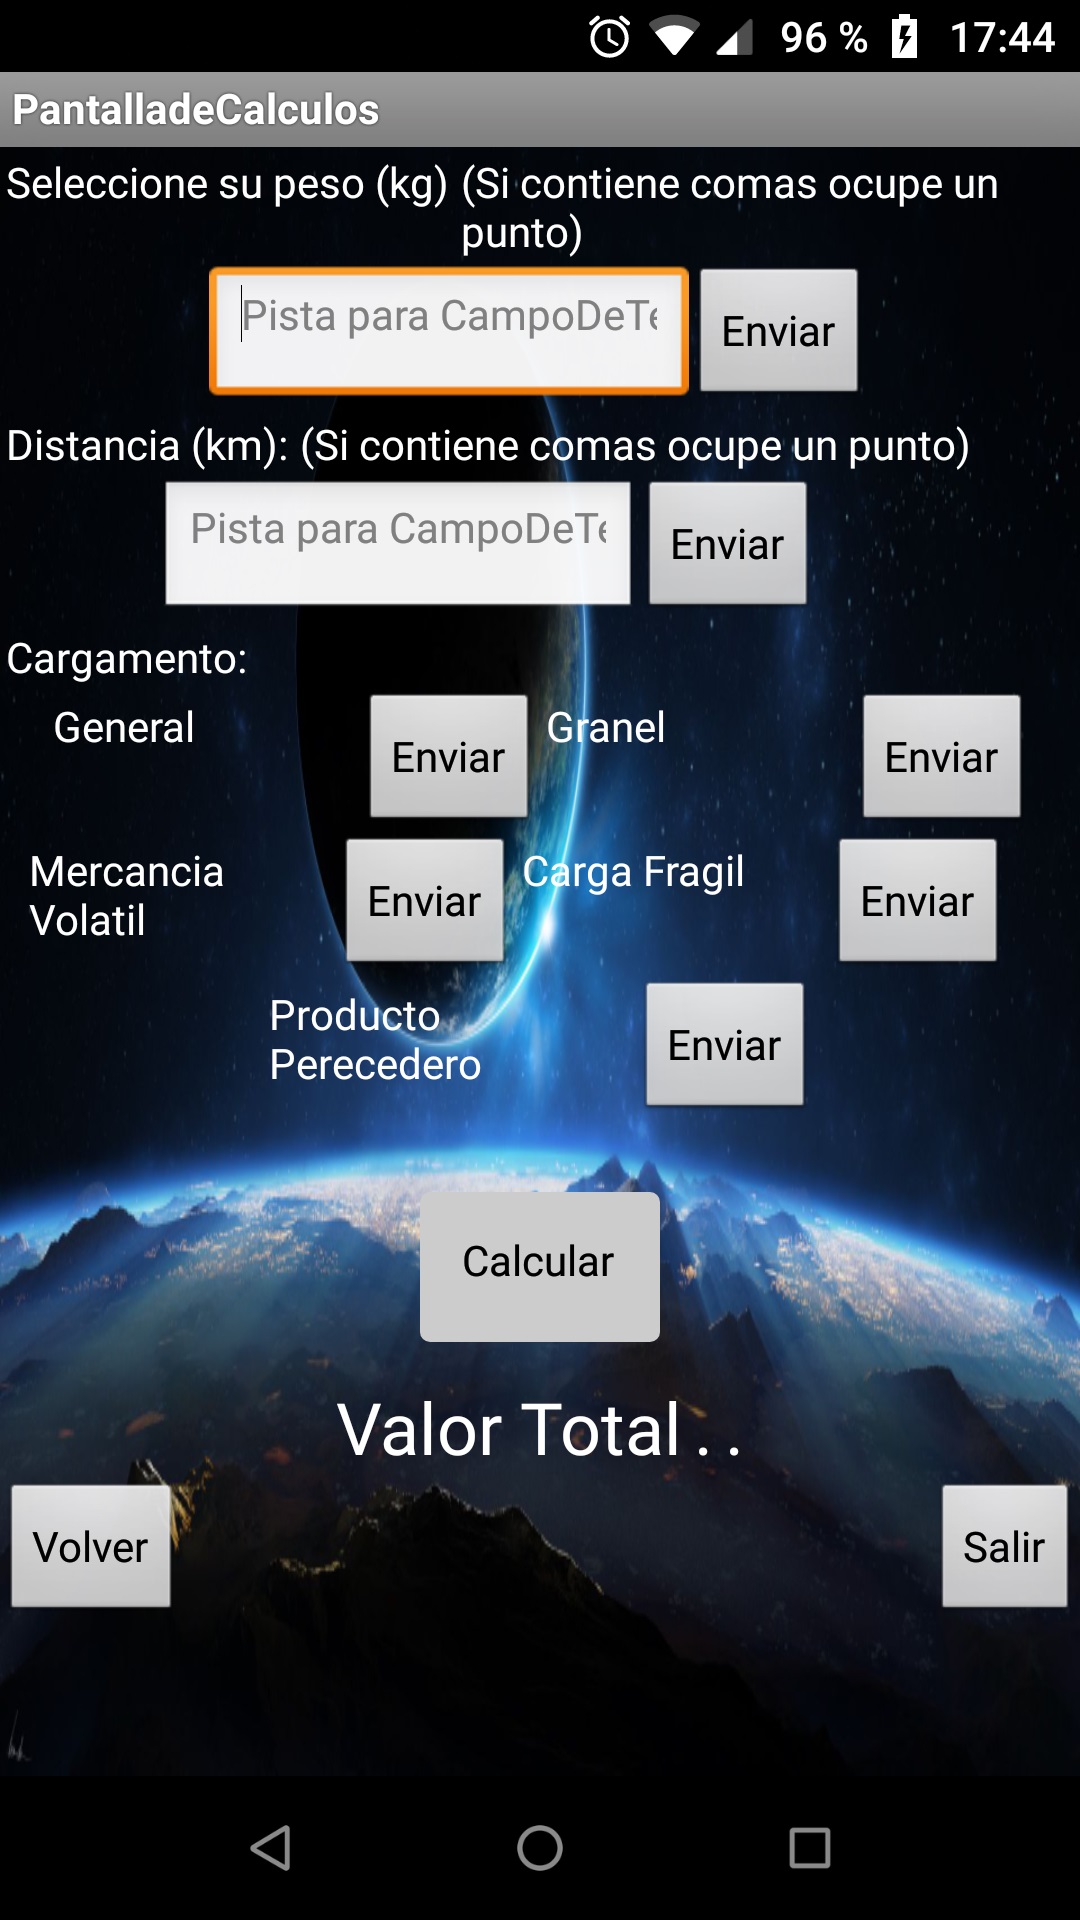 96 % 17:44
PantalladeCalculos
Seleccione su peso (kg) (Si contiene comas ocupe un
punto)
Pista para CampoDeTe
Enviar
Distancia (km): (Si contiene comas ocupe un punto)
Pista para CampoDeTe
Enviar
Cargamento:
General
Enviar
Granel
Enviar
Mercancia
Volatil
Enviar
Carga Fragil
Enviar
Producto
Perecedero
Enviar
Calcular
Valor Total . .
Volver
Salir